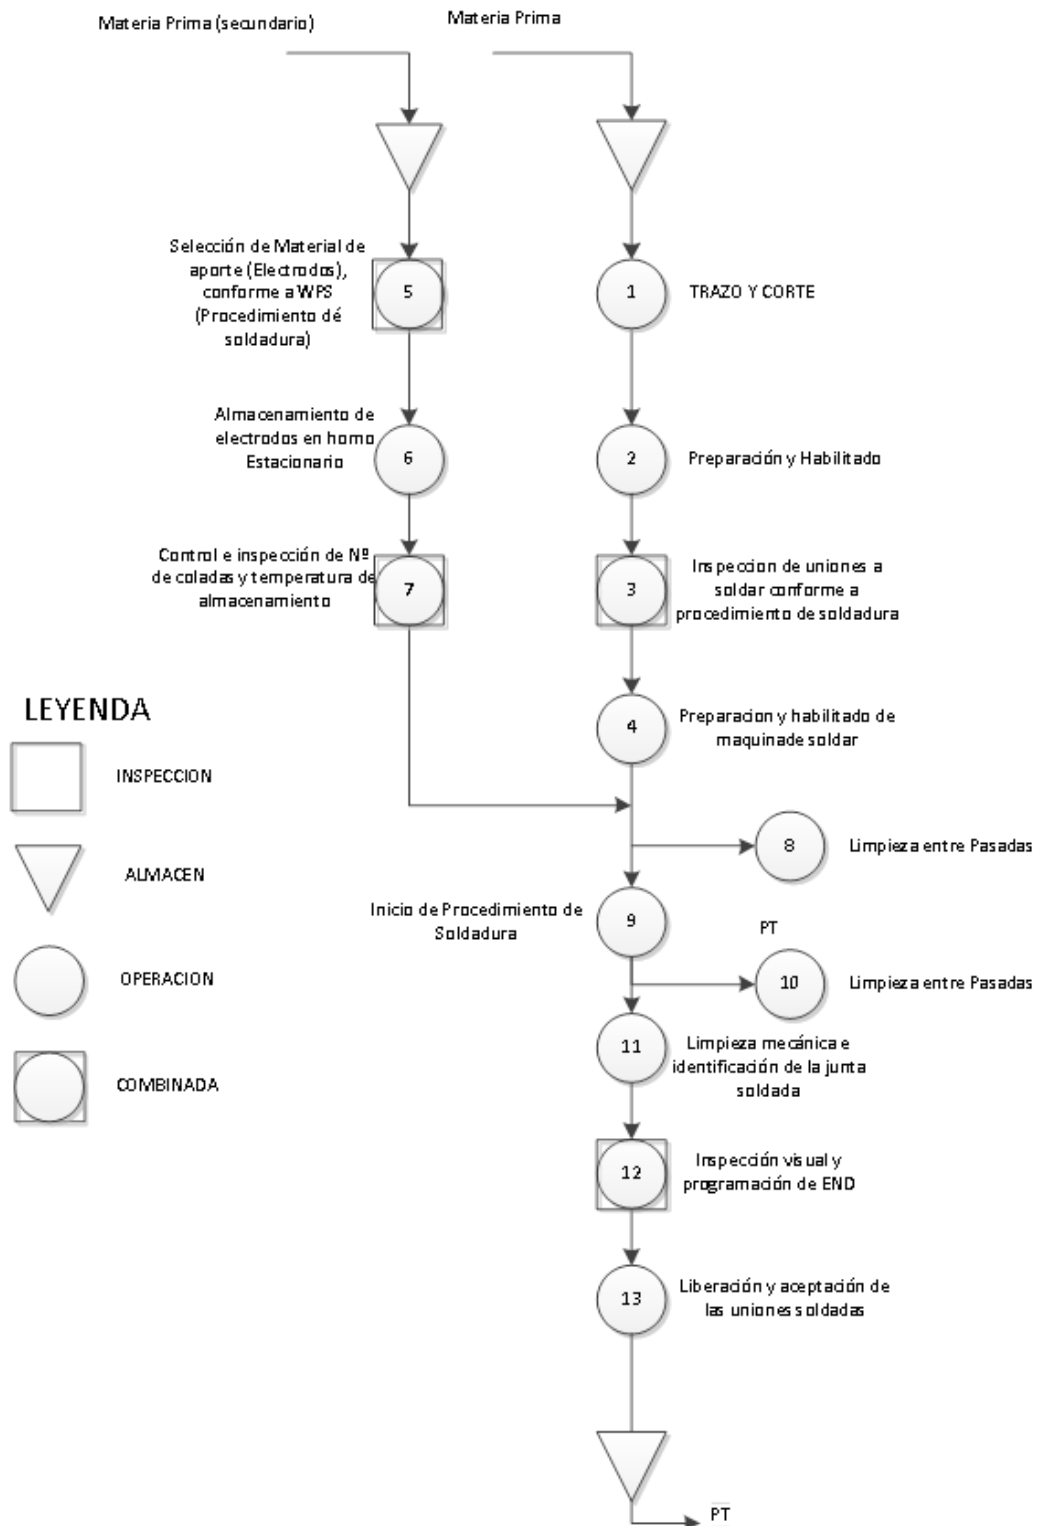 Materia Prima (secundario)
Materia Prima
Selección de Material de
aporte (Electrodos),
conforme a WPS
(Procedimiento dé
soldadura)
5
1
TRAZO Y CORTE
Almacenamiento de
electrodos en horno
Estacionario
6
2
Preparación y Habilitado
Control e inspección de Nº
de coladas y temperatura de
almacenamiento
7
3
Inspeccion de uniones a
soldar conforme a
procedimiento de soldadura
4
Preparacion y habilitado de
maquina de soldar
LEYENDA
INSPECCION
ALMACEN
OPERACION
COMBINADA
8
Limpieza entre Pasadas
Inicio de Procedimiento de
Soldadura
9
PT
10
Limpieza entre Pasadas
11
Limpieza mecánica e
identificación de la junta
soldada
12
Inspección visual y
programación de END
13
Liberación y aceptación de
las uniones soldadas
PT